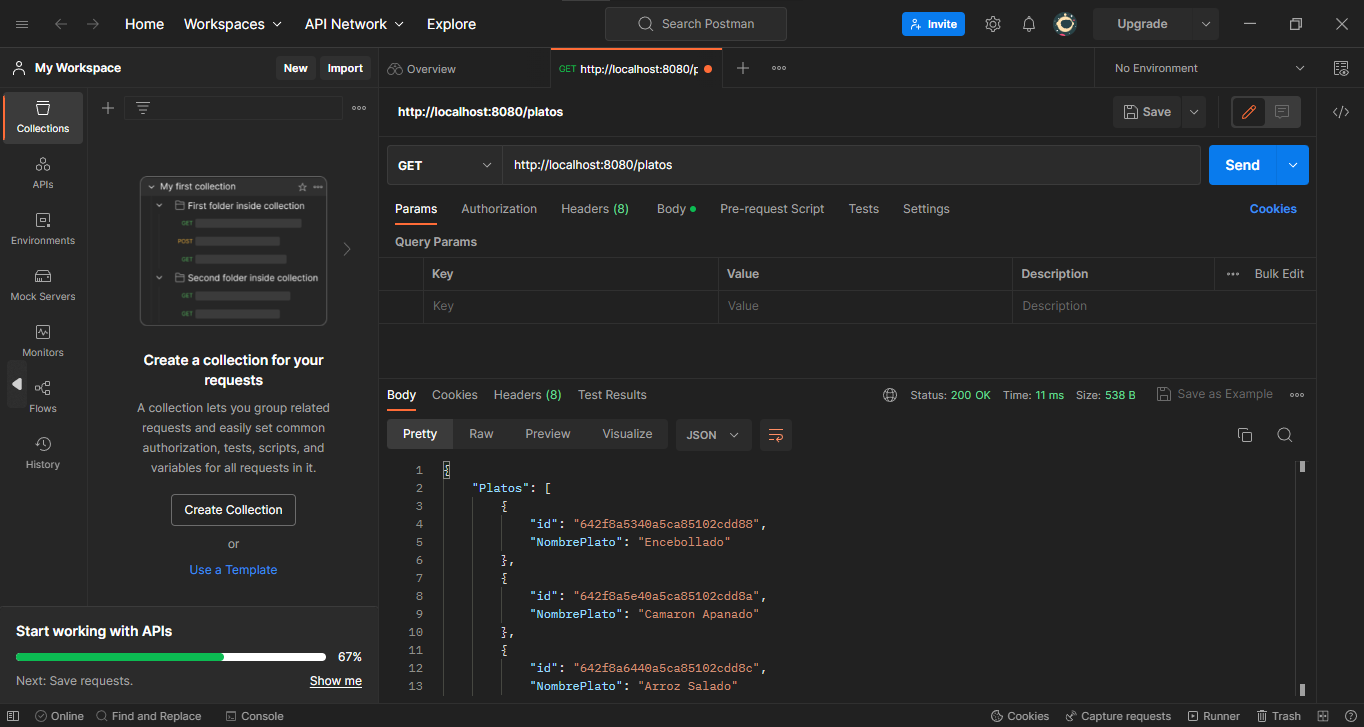 Home Workspaces API Network Explore Search Postman Invite Upgrade
My Workspace New Import Overview GET http://localhost:8080/p No Environment
Collections
APIs
Environments
Mock Servers
Monitors
Flows
History
My first collection
First folder inside collection
GET
POST
GET
Second folder inside collection
GET
GET
Create a collection for your
requests
A collection lets you group related
requests and easily set common
authorization, tests, scripts, and
variables for all requests in it.
Create Collection
or
Use a Template
Start working with APIs
67%
Next: Save requests. Show me
http://localhost:8080/platos Save
GET http://localhost:8080/platos Send
Params Authorization Headers (8) Body Pre-request Script Tests Settings Cookies
Query Params
Key Value Description Bulk Edit
Key Value Description
Body Cookies Headers (8) Test Results Status: 200 OK Time: 11 ms Size: 538 B Save as Example
Pretty Raw Preview Visualize JSON
1 {
2 "Platos": [
3 {
4 "id": "642f8a5340a5ca85102cdd88",
5 "NombrePlato": "Encebollado"
6 },
7 {
8 "id": "642f8a5e40a5ca85102cdd8a",
9 "NombrePlato": "Camaron Apanado"
10 },
11 {
12 "id": "642f8a6440a5ca85102cdd8c",
13 "NombrePlato": "Arroz Salado"
Online Find and Replace Console Cookies Capture requests Runner Trash